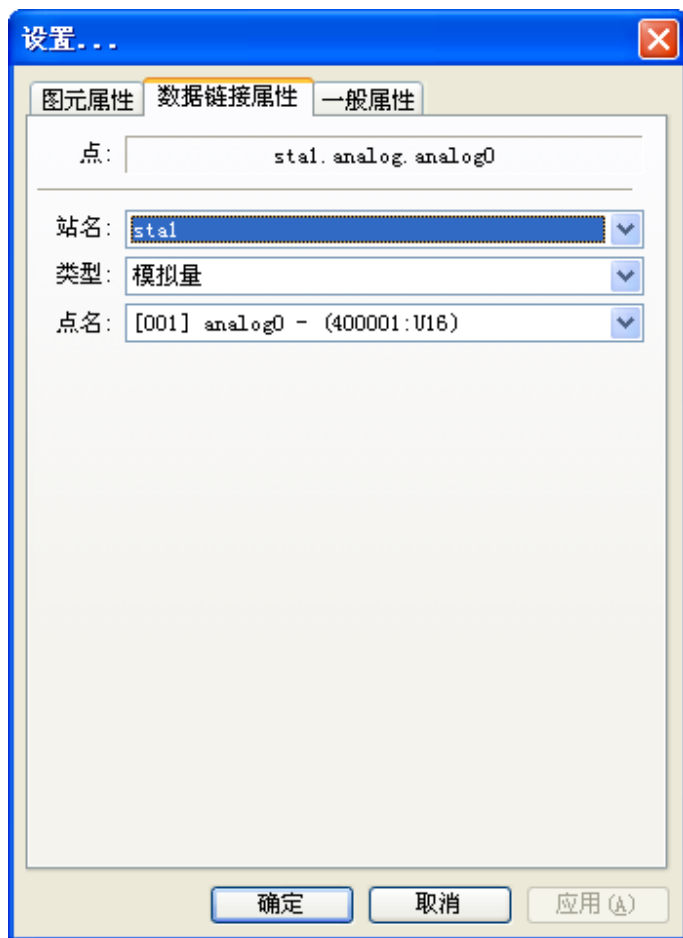 设置...
图元属性 数据链接属性 一般属性
点: sta1.analog.analog0
站名: sta1
类型: 模拟量
点名: [001] analog0 - (400001:U16)
确定 取消 应用(A)